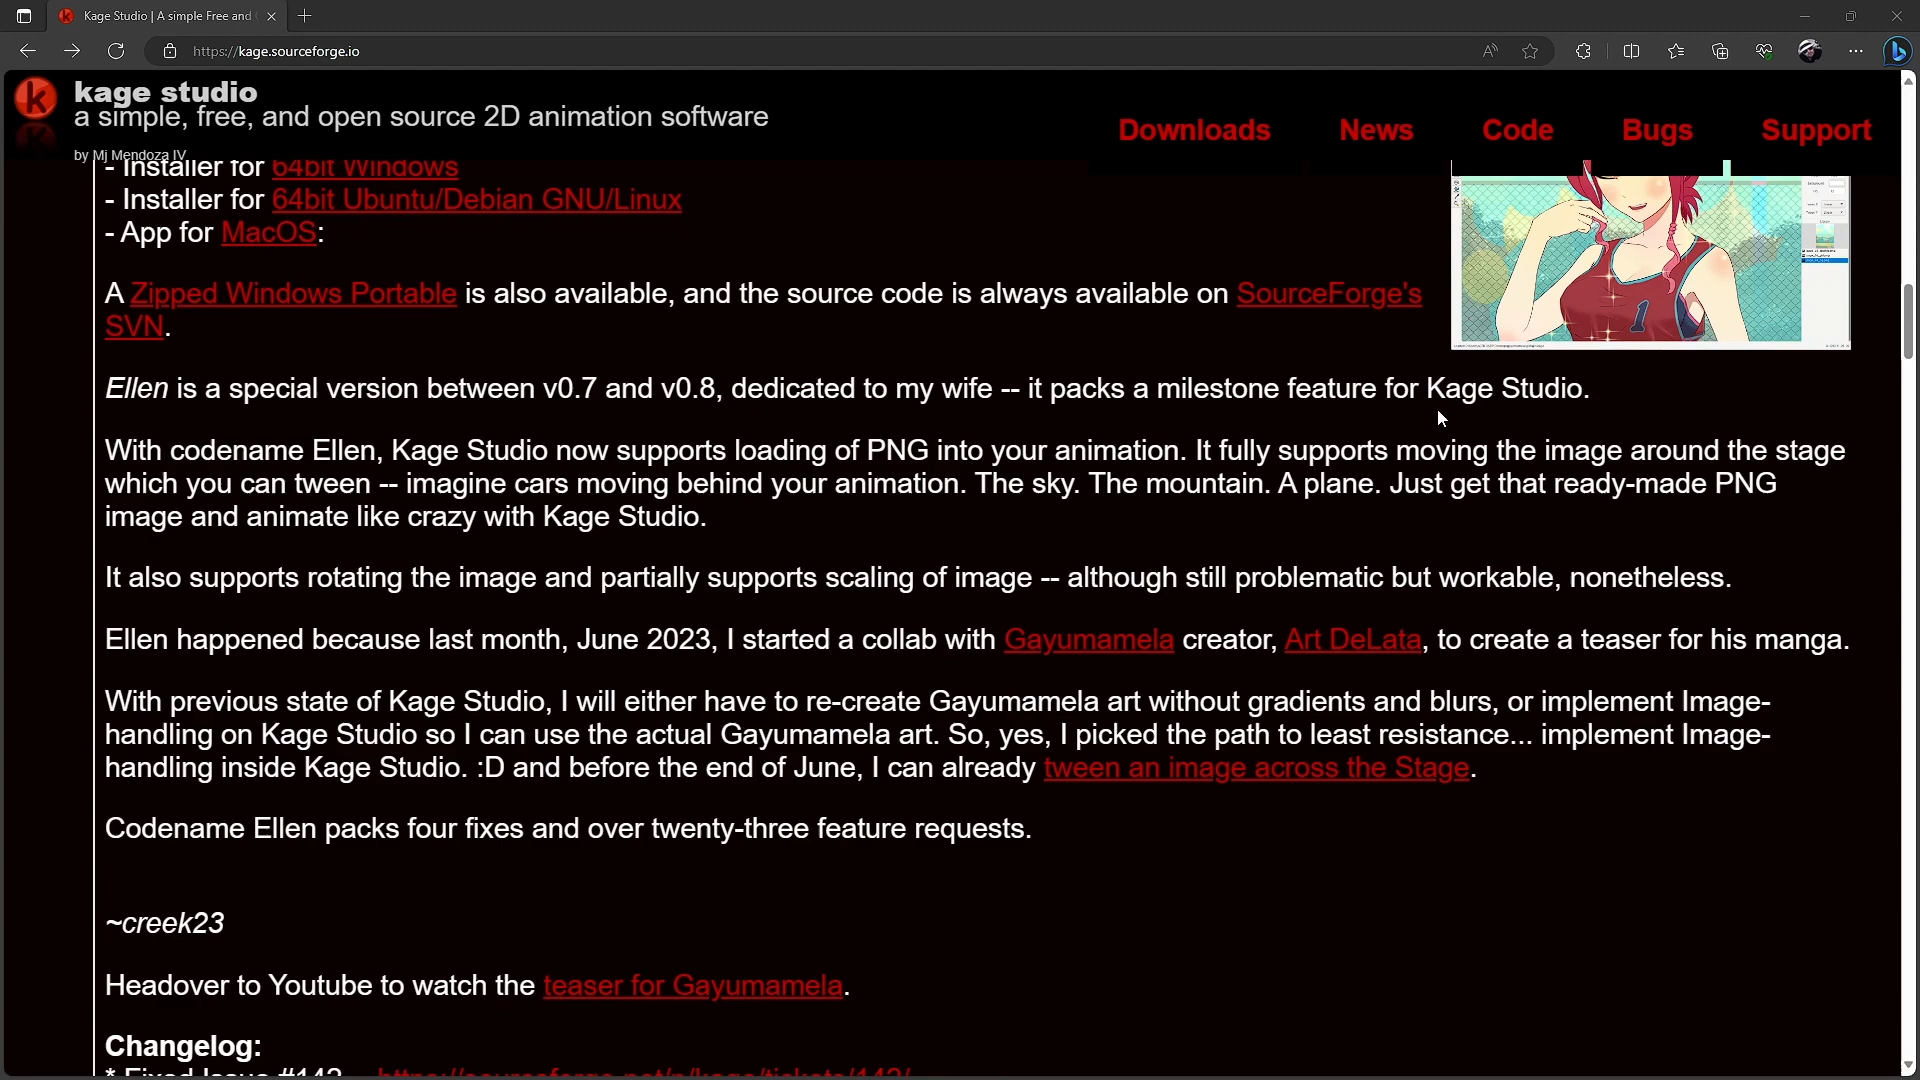 Kage Studio | A simple Free and
https://kage.sourceforge.io
k
kage studio
a simple, free, and open source 2D animation software
by Mj Mendoza IV
Downloads
News
Code
Bugs
Support
- Installer for 64bit Windows
- Installer for 64bit Ubuntu/Debian GNU/Linux
- App for MacOS:
A Zipped Windows Portable is also available, and the source code is always available on SourceForge's
SVN.
1
Ellen is a special version between v0.7 and v0.8, dedicated to my wife -- it packs a milestone feature for Kage Studio.
With codename Ellen, Kage Studio now supports loading of PNG into your animation. It fully supports moving the image around the stage
which you can tween -- imagine cars moving behind your animation. The sky. The mountain. A plane. Just get that ready-made PNG
image and animate like crazy with Kage Studio.
It also supports rotating the image and partially supports scaling of image -- although still problematic but workable, nonetheless.
Ellen happened because last month, June 2023, I started a collab with Gayumamela creator, Art DeLata, to create a teaser for his manga.
With previous state of Kage Studio, I will either have to re-create Gayumamela art without gradients and blurs, or implement Image-
handling on Kage Studio so I can use the actual Gayumamela art. So, yes, I picked the path to least resistance... implement Image-
handling inside Kage Studio. :D and before the end of June, I can already tween an image across the Stage.
Codename Ellen packs four fixes and over twenty-three feature requests.
~creek23
Headover to Youtube to watch the teaser for Gayumamela.
Changelog:
* Fixed Issue #142 - https://sourceforge.net/p/kage/tickets/142/